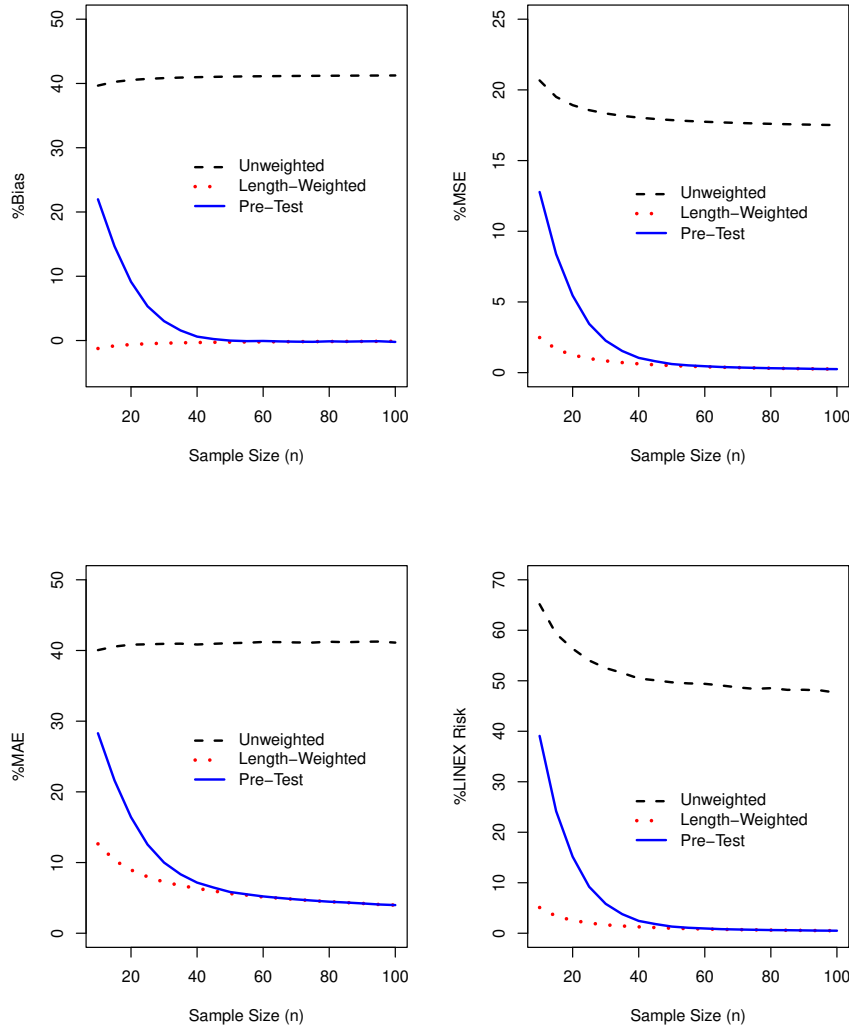 %Bias
50
40
30
20
10
0
Unweighted
Length−Weighted
Pre−Test
20 40 60 80 100
Sample Size (n)
%MSE
25
20
15
10
5
0
Unweighted
Length−Weighted
Pre−Test
20 40 60 80 100
Sample Size (n)
%MAE
50
40
30
20
10
0
Unweighted
Length−Weighted
Pre−Test
20 40 60 80 100
Sample Size (n)
%LINEX Risk
70
60
50
40
30
20
10
0
Unweighted
Length−Weighted
Pre−Test
20 40 60 80 100
Sample Size (n)